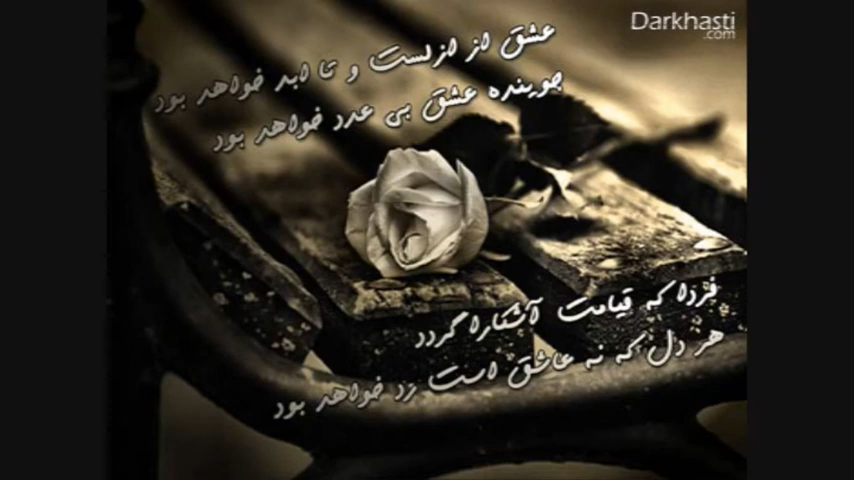 Darkhasti
.com
عشق از ازلست و تا ابد خواهد بود
جوینده عشق بی عدد خواهد بود
فردا که قیامت آشکارا گردد
هر دل که نه عاشق است رد خواهد بود